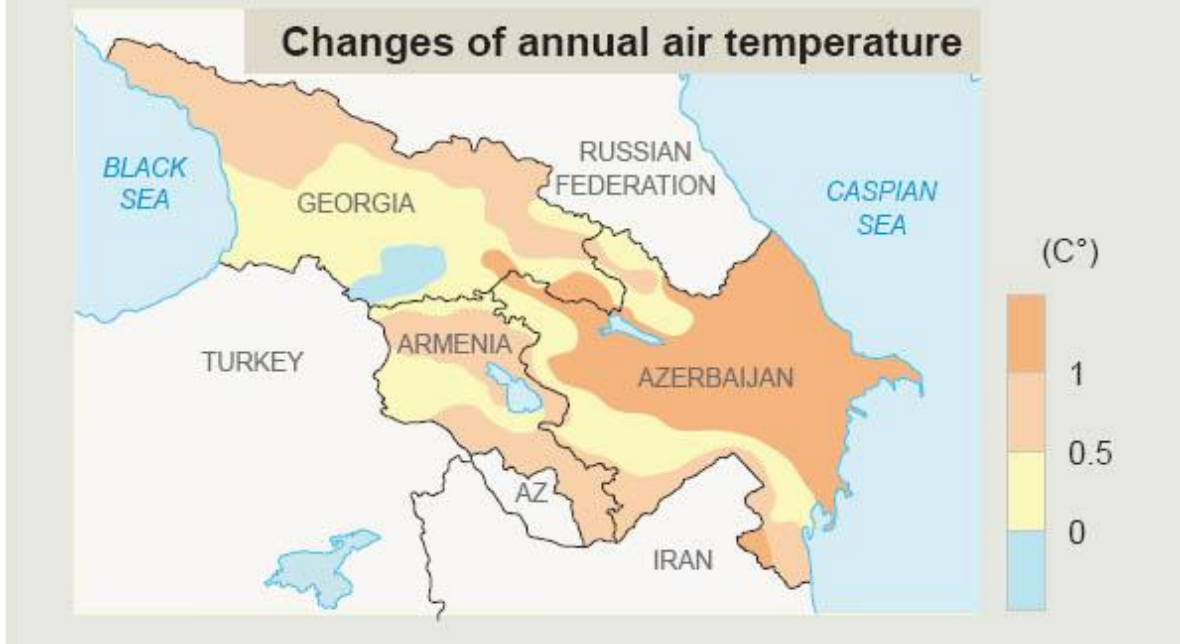 Changes of annual air temperature
BLACK
SEA
RUSSIAN
FEDERATION
CASPIAN
SEA
GEORGIA
(C°)
TURKEY
ARMENIA
AZERBAIJAN
1
0.5
AZ
IRAN
0